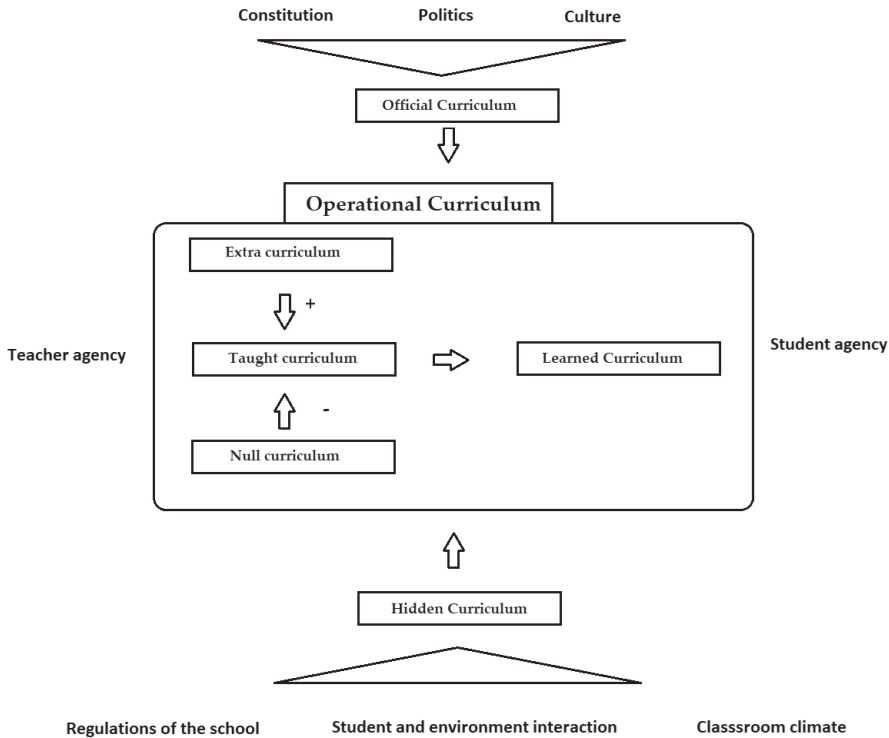 Constitution
Politics
Culture
Official Curriculum
Operational Curriculum
Extra curriculum
+
Teacher agency
Taught curriculum
Learned Curriculum
Student agency
-
Null curriculum
Hidden Curriculum
Regulations of the school
Student and environment interaction
Classsroom climate